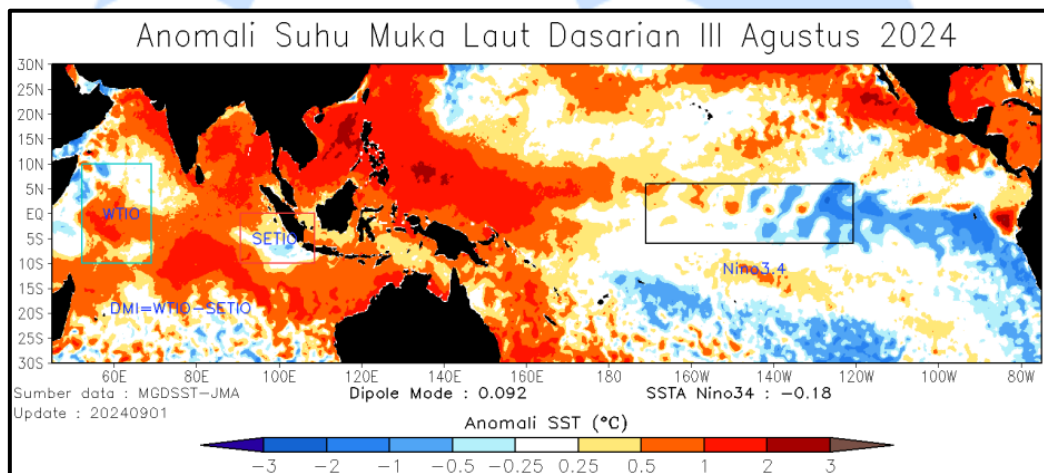 Anomali Suhu Muka Laut Dasarian III Agustus 2024
30N
25N
20N
15N
10N
5N
EQ
5S
10S
15S
20S
25S
30S
WTIO
SETIO
Nino3.4
DMI=WTIO-SETIO
60E 80E 100E 120E 140E 160E 180 160W 140W 120W 100W 80W
Sumber data : MGDSST-JMA Dipole Mode : 0.092 SSTA Nino34 : -0.18
Update : 20240901
Anomali SST (°C)
-3 -2 -1 -0.5 -0.25 0.25 0.5 1 2 3